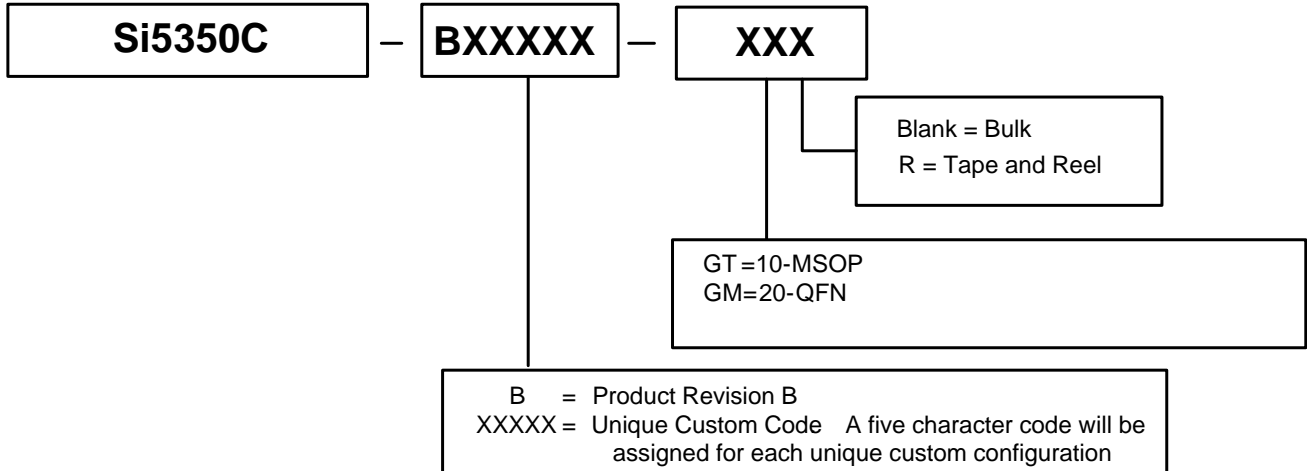 Si5350C – BXXXXX – XXX
Blank = Bulk
R = Tape and Reel
GT =10-MSOP
GM=20-QFN
B = Product Revision B
XXXXX = Unique Custom Code A five character code will be
assigned for each unique custom configuration